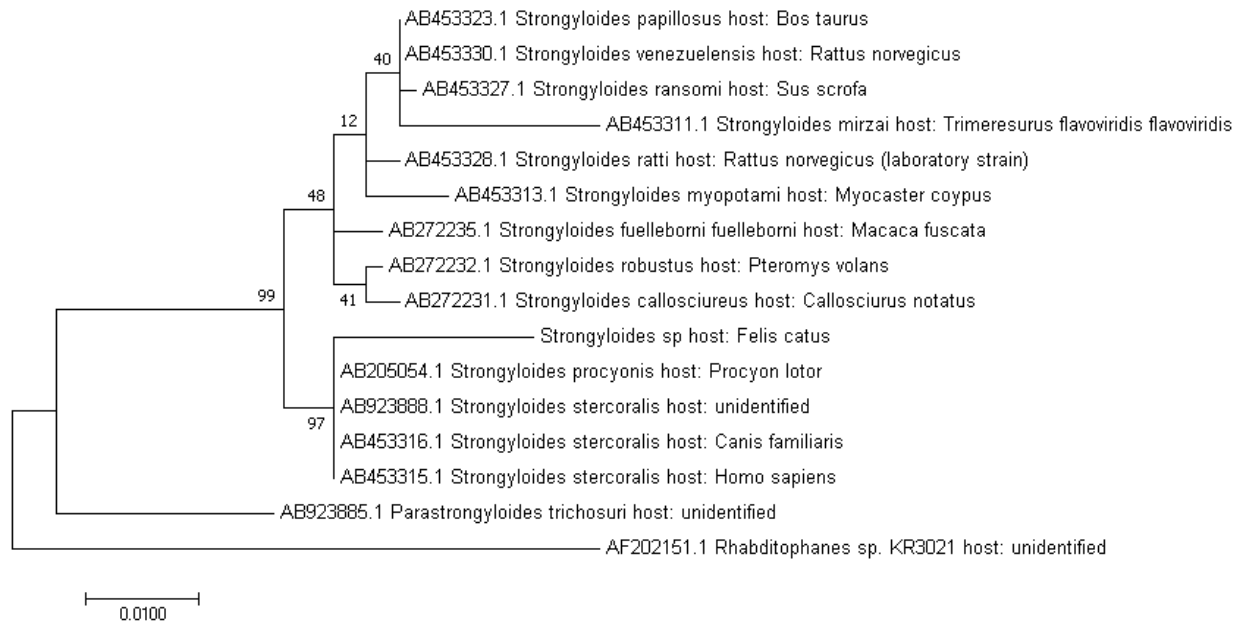 AB453323.1 Strongyloides papillosus host: Bos taurus
AB453330.1 Strongyloides venezuelensis host: Rattus norvegicus
40
AB453327.1 Strongyloides ransomi host: Sus scrofa
12
AB453311.1 Strongyloides mirzai host: Trimeresurus flavoviridis flavoviridis
AB453328.1 Strongyloides ratti host: Rattus norvegicus (laboratory strain)
48
AB453313.1 Strongyloides myopotami host: Myocaster coypus
AB272235.1 Strongyloides fuelleborni fuelleborni host: Macaca fuscata
AB272232.1 Strongyloides robustus host: Pteromys volans
99
41
AB272231.1 Strongyloides callosciureus host: Callosciurus notatus
Strongyloides sp host: Felis catus
AB205054.1 Strongyloides procyonis host: Procyon lotor
AB923888.1 Strongyloides stercoralis host: unidentified
97
AB453316.1 Strongyloides stercoralis host: Canis familiaris
AB453315.1 Strongyloides stercoralis host: Homo sapiens
AB923885.1 Parastrongyloides trichosuri host: unidentified
AF202151.1 Rhabditophanes sp. KR3021 host: unidentified
0.0100